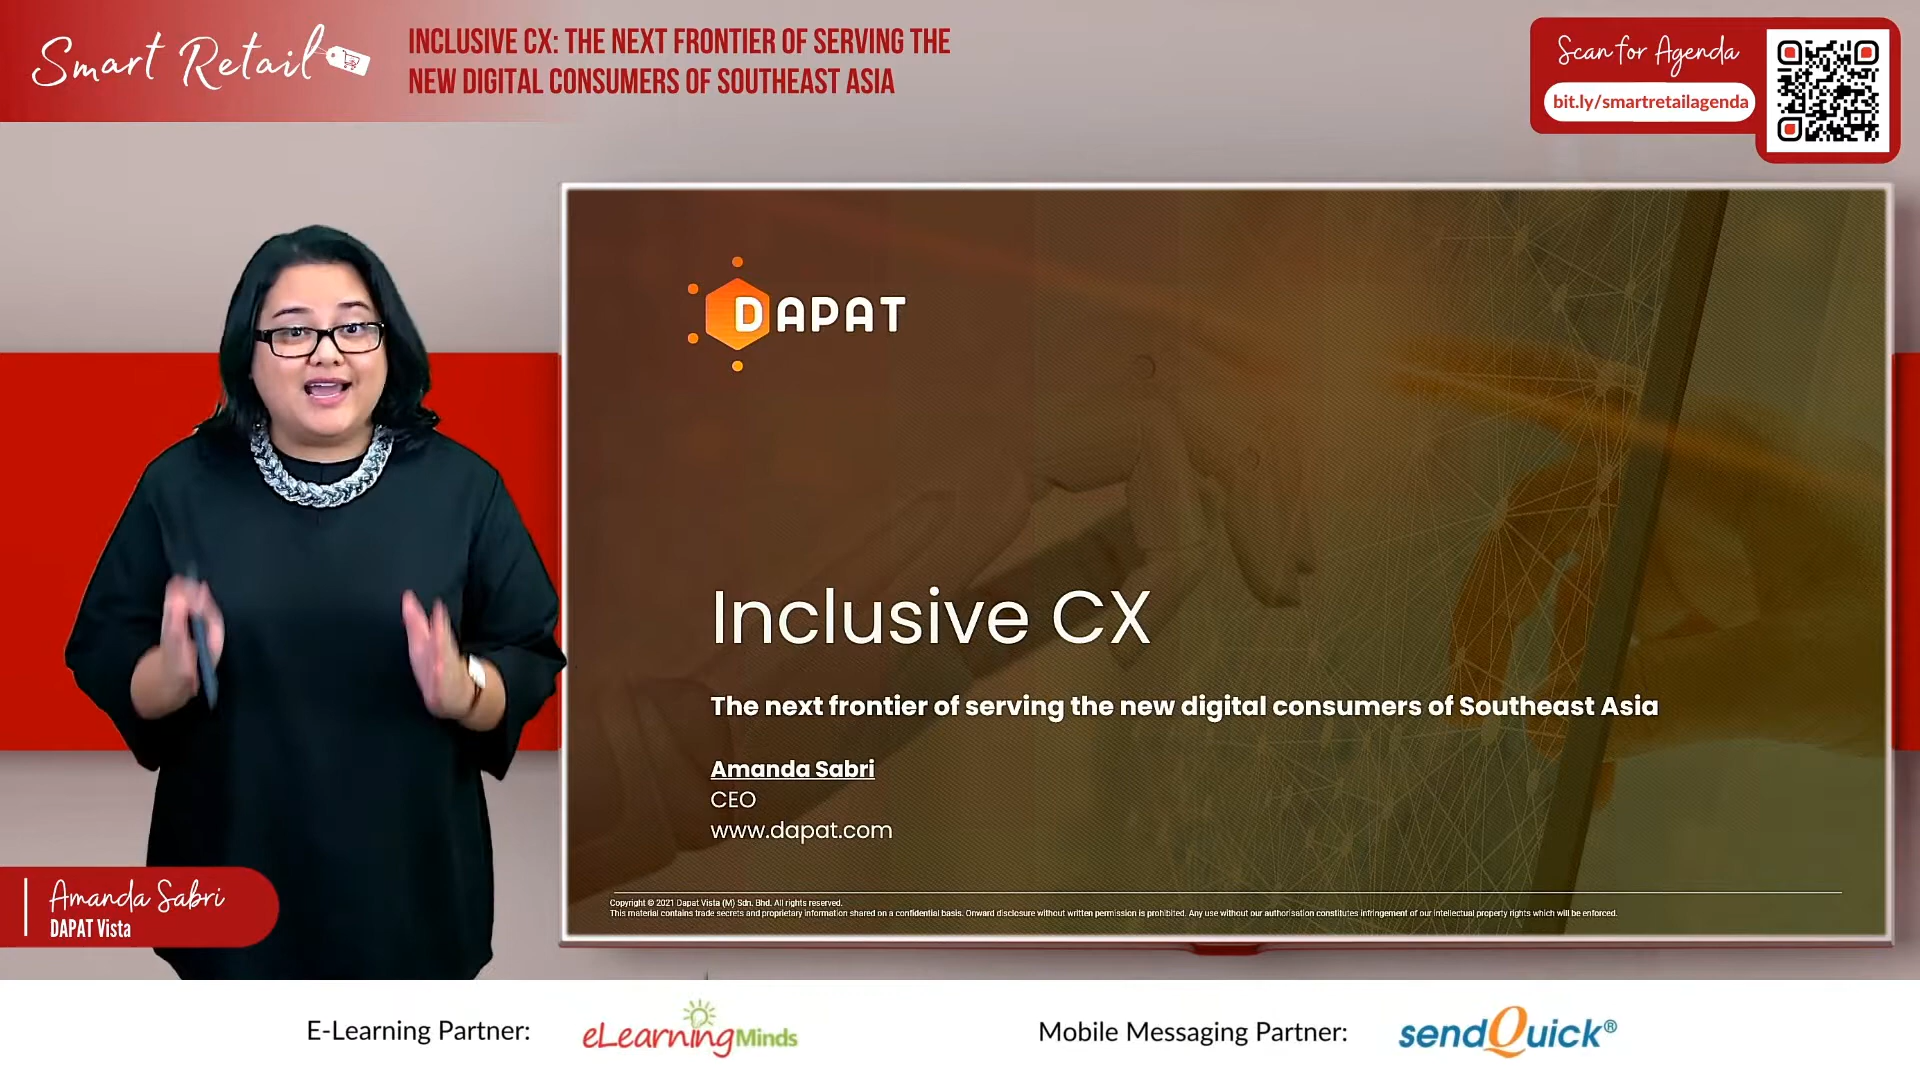 Smart Retail
INCLUSIVE CX: THE NEXT FRONTIER OF SERVING THE
NEW DIGITAL CONSUMERS OF SOUTHEAST ASIA
Scan for Agenda
bit.ly/smartretailagenda
DAPAT
Inclusive CX
The next frontier of serving the new digital consumers of Southeast Asia
Amanda Sabri
CEO
www.dapat.com
Copyright © 2021 Dapat Vista (M) Sdn. Bhd. All rights reserved.
This material contains trade secrets and proprietary information shared on a confidential basis. Onward disclosure without written permission is prohibited. Any use without our authorisation constitutes infringement of our intellectual property rights which will be enforced.
Amanda Sabri
DAPAT Vista
E-Learning Partner:
eLearningMinds
Mobile Messaging Partner:
sendQuick®